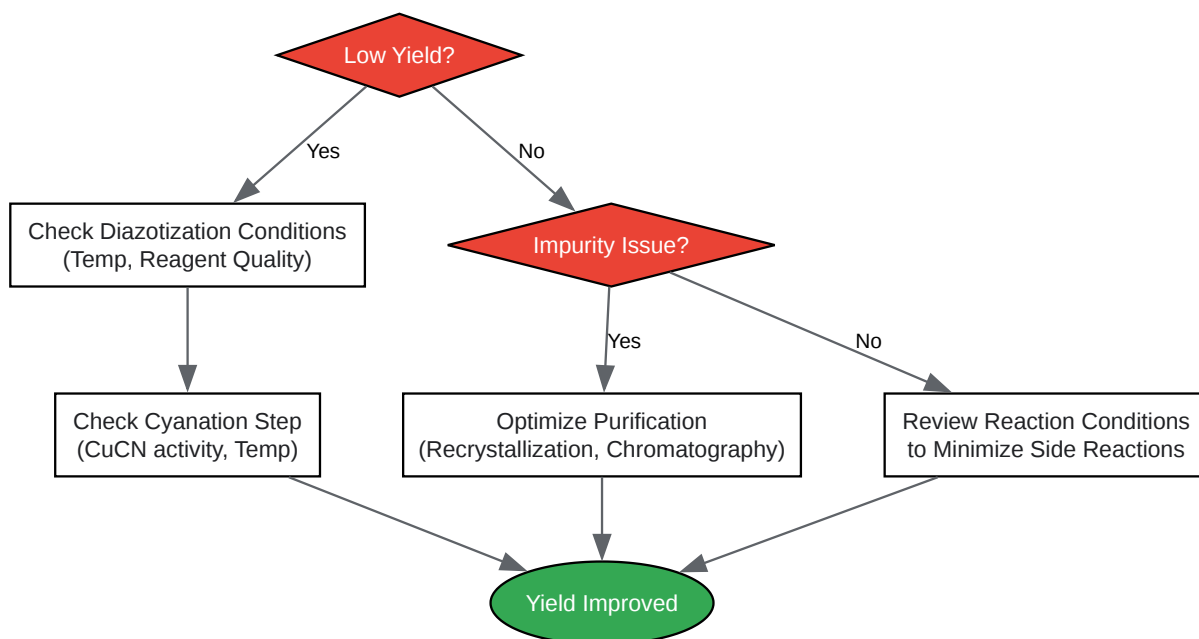 Low Yield?
Yes
No
Check Diazotization Conditions
(Temp, Reagent Quality)
Impurity Issue?
Yes
No
Check Cyanation Step
(CuCN activity, Temp)
Optimize Purification
(Recrystallization, Chromatography)
Review Reaction Conditions
to Minimize Side Reactions
Yield Improved